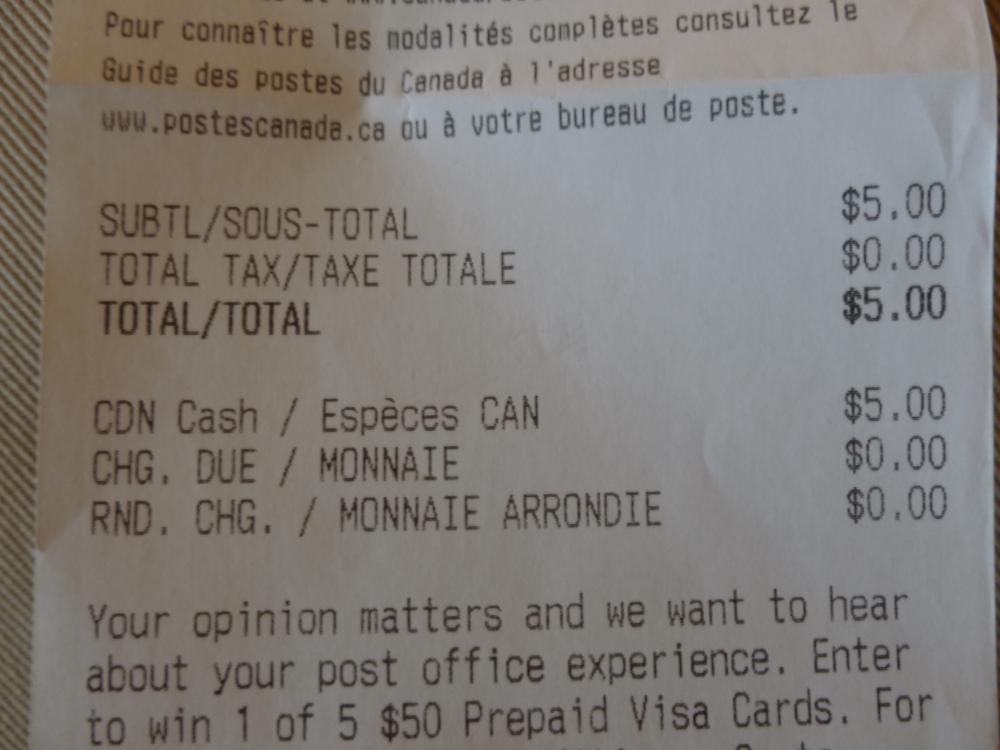 Pour connaître les modalités complètes consultez le
Guide des postes du Canada à l'adresse
www.postescanada.ca ou à votre bureau de poste.
SUBTL/SOUS-TOTAL $5.00
TOTAL TAX/TAXE TOTALE $0.00
TOTAL/TOTAL $5.00
CDN Cash / Espèces CAN $5.00
CHG. DUE / MONNAIE $0.00
RND. CHG. / MONNAIE ARRONDIE $0.00
Your opinion matters and we want to hear
about your post office experience. Enter
to win 1 of 5 $50 Prepaid Visa Cards. For